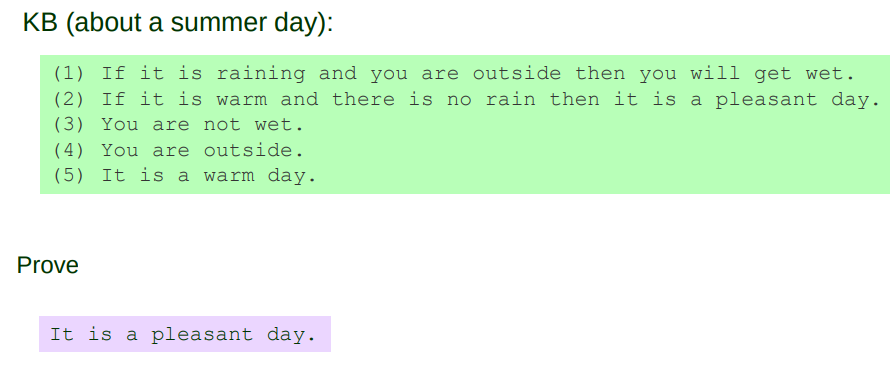 KB (about a summer day):
(1) If it is raining and you are outside then you will get wet.
(2) If it is warm and there is no rain then it is a pleasant day.
(3) You are not wet.
(4) You are outside.
(5) It is a warm day.
Prove
It is a pleasant day.